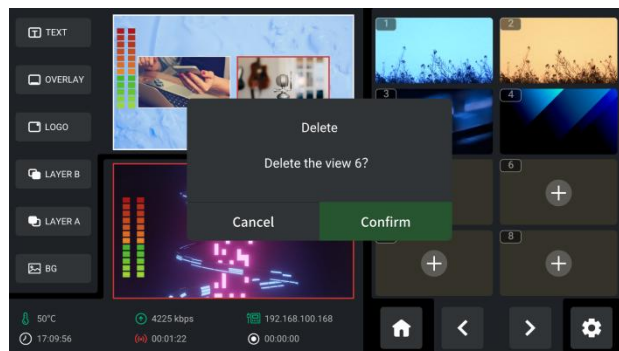 TEXT
OVERLAY
LOGO
LAYER B
LAYER A
BG
1
2
3
4
6
8
Delete
Delete the view 6?
Cancel
Confirm
50°C
4225 kbps
192.168.100.168
17:09:56
00:01:22
00:00:00